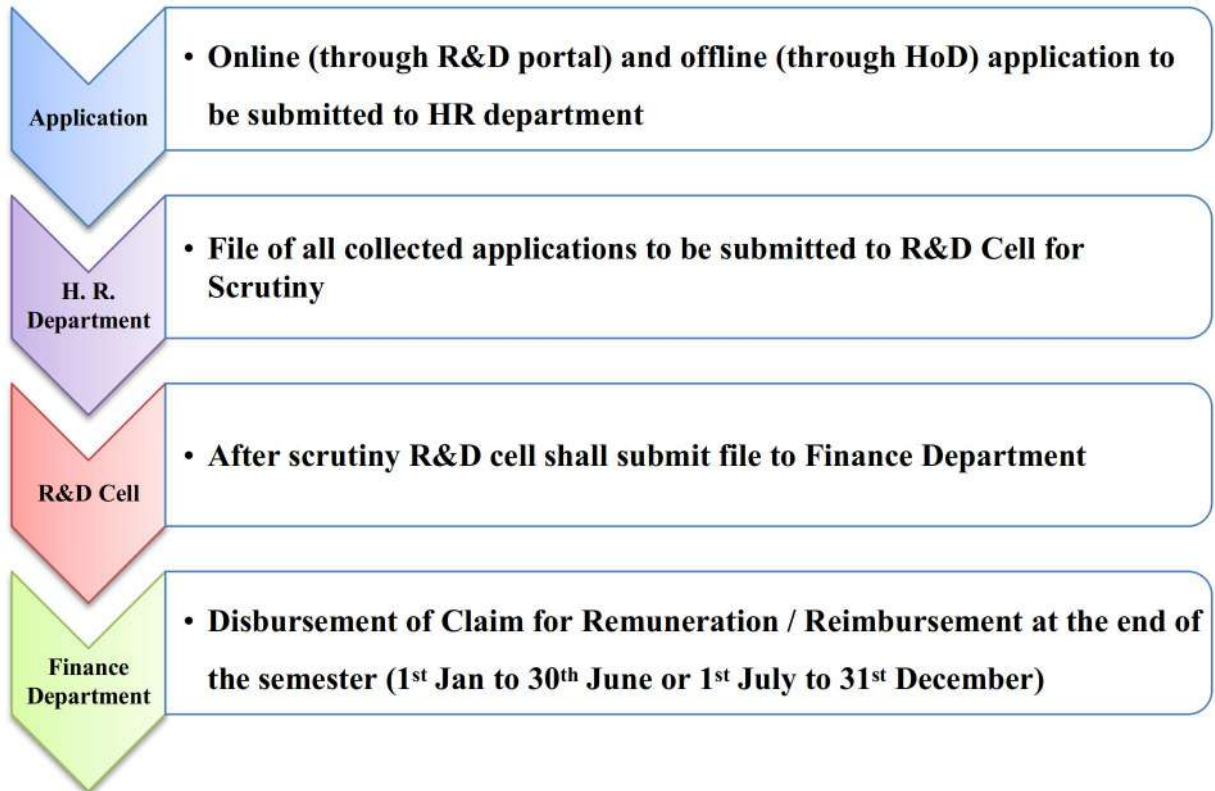 Application
• Online (through R&D portal) and offline (through HoD) application to
be submitted to HR department
H. R.
Department
• File of all collected applications to be submitted to R&D Cell for
Scrutiny
R&D Cell
• After scrutiny R&D cell shall submit file to Finance Department
Finance
Department
• Disbursement of Claim for Remuneration / Reimbursement at the end of
the semester (1st Jan to 30th June or 1st July to 31st December)